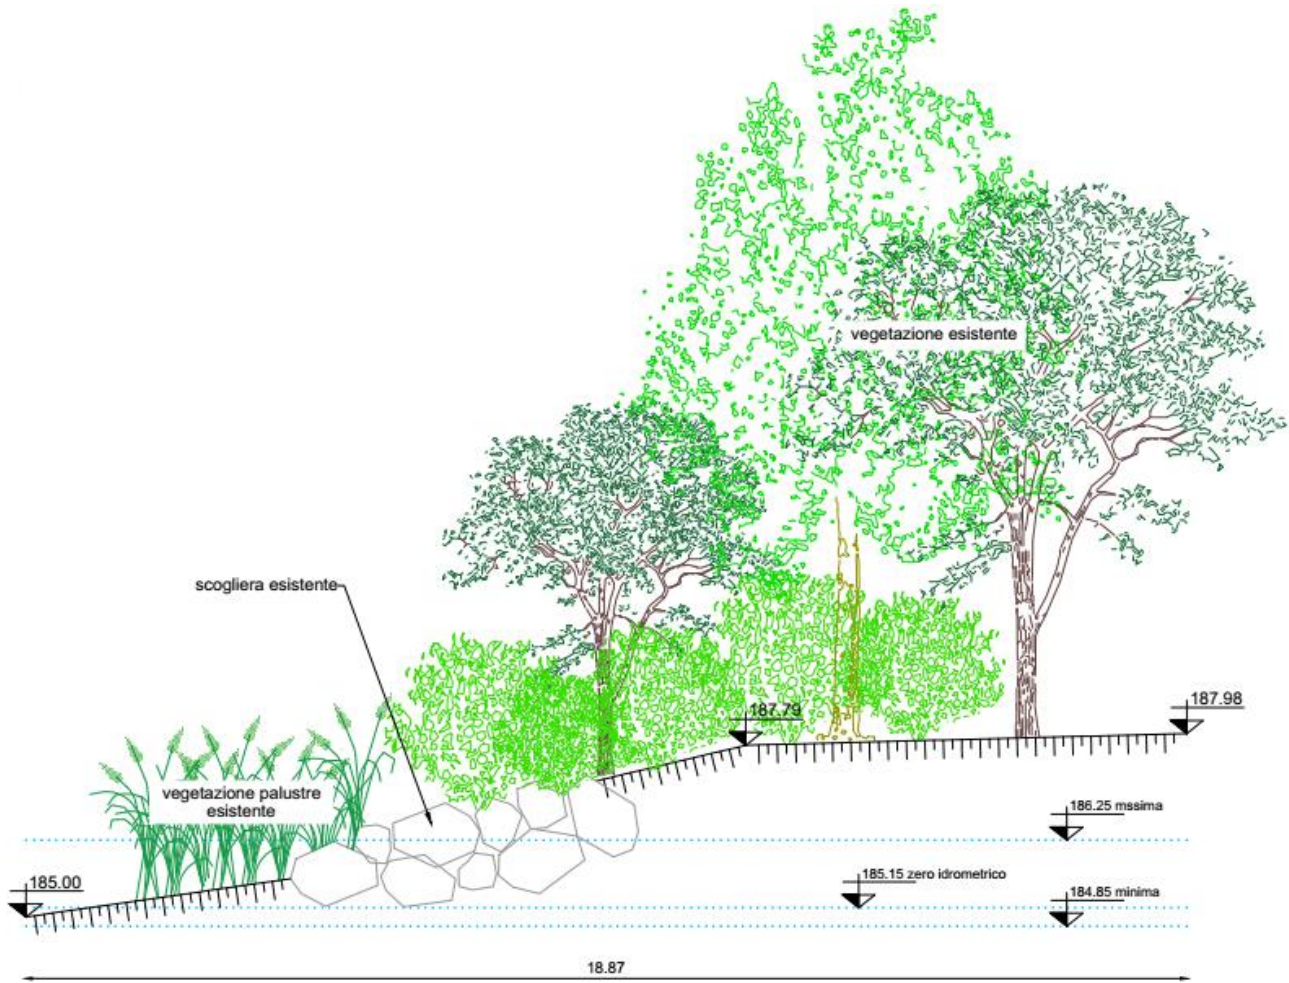 vegetazione esistente
scogliera esistente
187.98
187.79
vegetazione palustre
esistente
186.25 mssima
185.00
185.15 zero idrometrico
184.85 minima
18.87